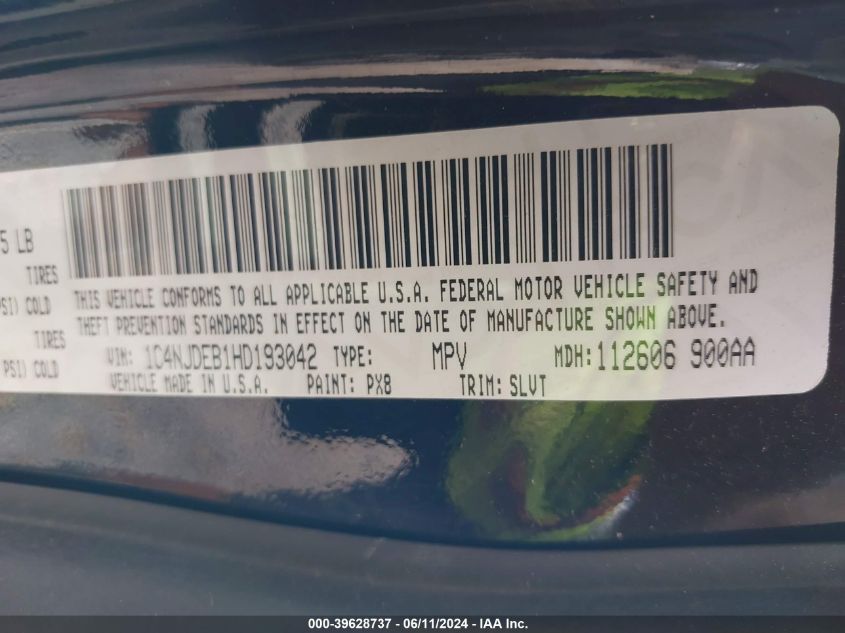 5 LB
TIRES
PSI) COLD
TIRES
PSI) COLD
THIS VEHICLE CONFORMS TO ALL APPLICABLE U.S.A. FEDERAL MOTOR VEHICLE SAFETY AND
THEFT PREVENTION STANDARDS IN EFFECT ON THE DATE OF MANUFACTURE SHOWN ABOVE.
VIN: 1C4NJDEB1HD193042 TYPE: MPV MDH: 112606 900AA
VEHICLE MADE IN U.S.A. PAINT: PX8 TRIM: SLVT
000-39628737 - 06/11/2024 - IAA Inc.